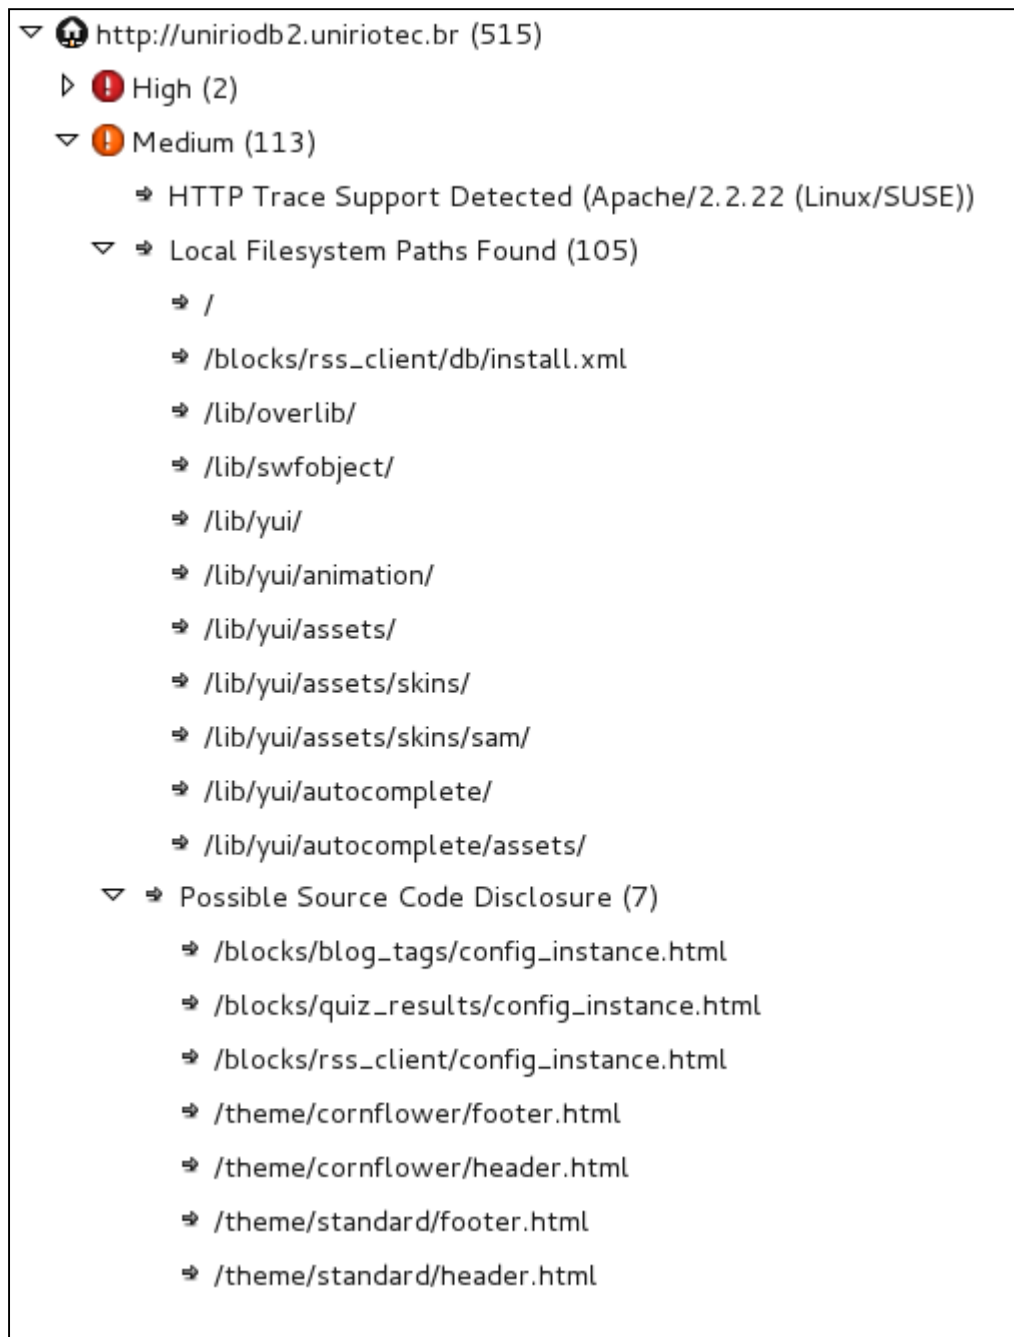 http://uniriodb2.uniriotec.br (515)
High (2)
Medium (113)
HTTP Trace Support Detected (Apache/2.2.22 (Linux/SUSE))
Local Filesystem Paths Found (105)
/
/blocks/rss_client/db/install.xml
/lib/overlib/
/lib/swfobject/
/lib/yui/
/lib/yui/animation/
/lib/yui/assets/
/lib/yui/assets/skins/
/lib/yui/assets/skins/sam/
/lib/yui/autocomplete/
/lib/yui/autocomplete/assets/
Possible Source Code Disclosure (7)
/blocks/blog_tags/config_instance.html
/blocks/quiz_results/config_instance.html
/blocks/rss_client/config_instance.html
/theme/cornflower/footer.html
/theme/cornflower/header.html
/theme/standard/footer.html
/theme/standard/header.html